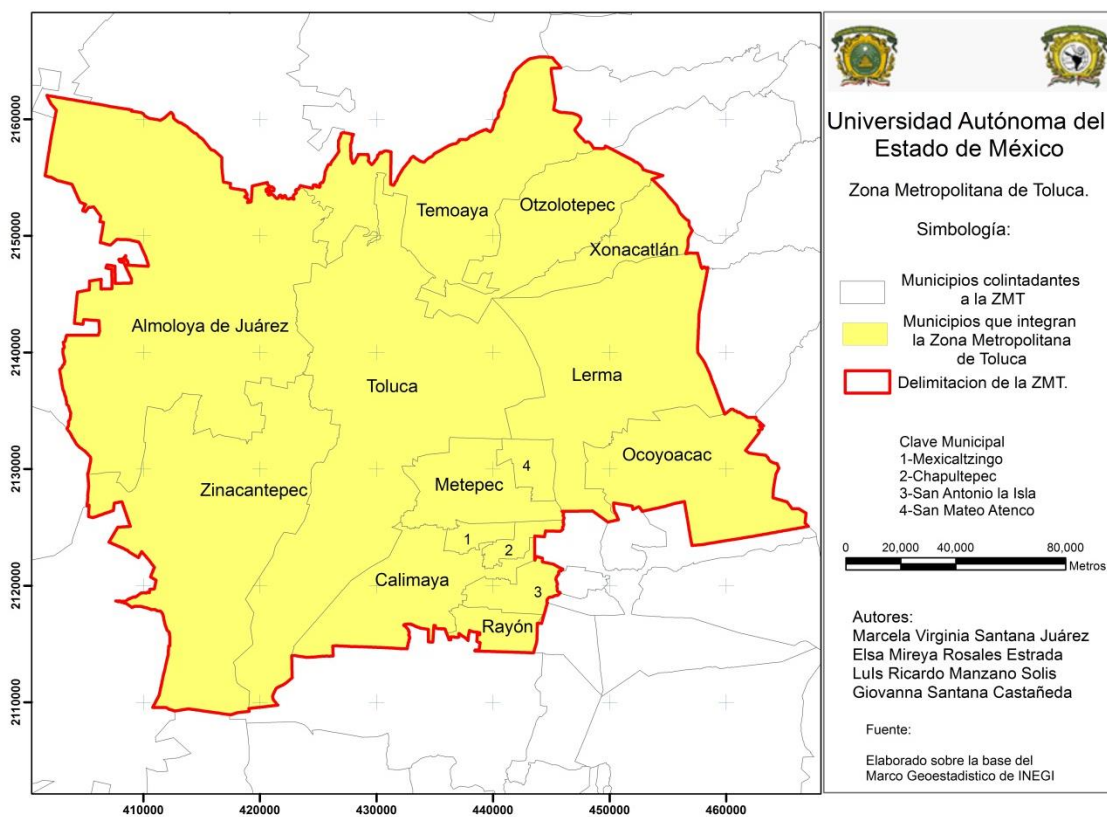 2160000
2150000
2140000
2130000
2120000
2110000
410000
420000
430000
440000
450000
460000
Temoaya
Otzolotepec
Xonacatlán
Almoloya de Juárez
Toluca
Lerma
Ocoyoacac
Zinacantepec
Metepec
4
1
2
Calimaya
3
Rayón
Universidad Autónoma del
Estado de México
Zona Metropolitana de Toluca.
Simbología:
Municipios colintadantes
a la ZMT
Municipios que integran
la Zona Metropolitana
de Toluca
Delimitacion de la ZMT.
Clave Municipal
1-Mexicaltzingo
2-Chapultepec
3-San Antonio la Isla
4-San Mateo Atenco
0 20,000 40,000 80,000
Metros
Autores:
Marcela Virginia Santana Juárez
Elsa Mireya Rosales Estrada
Luis Ricardo Manzano Solis
Giovanna Santana Castañeda
Fuente:
Elaborado sobre la base del
Marco Geoestadistico de INEGI